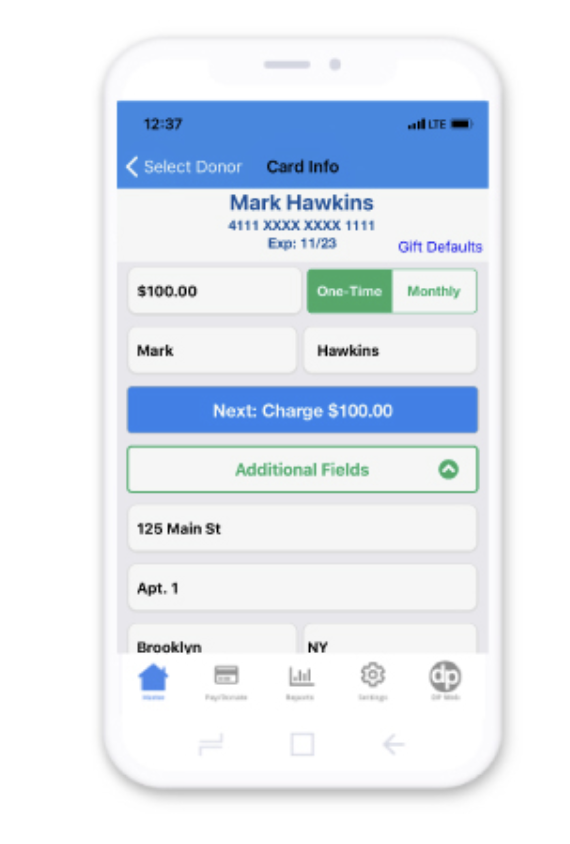 12:37 LTE
Select Donor Card Info
Mark Hawkins
4111 XXXX XXXX 1111
Exp: 11/23 Gift Defaults
$100.00 One-Time Monthly
Mark Hawkins
Next: Charge $100.00
Additional Fields
125 Main St
Apt. 1
Brooklyn NY
dp
Home Pay/Donate Reports Settings DP Web